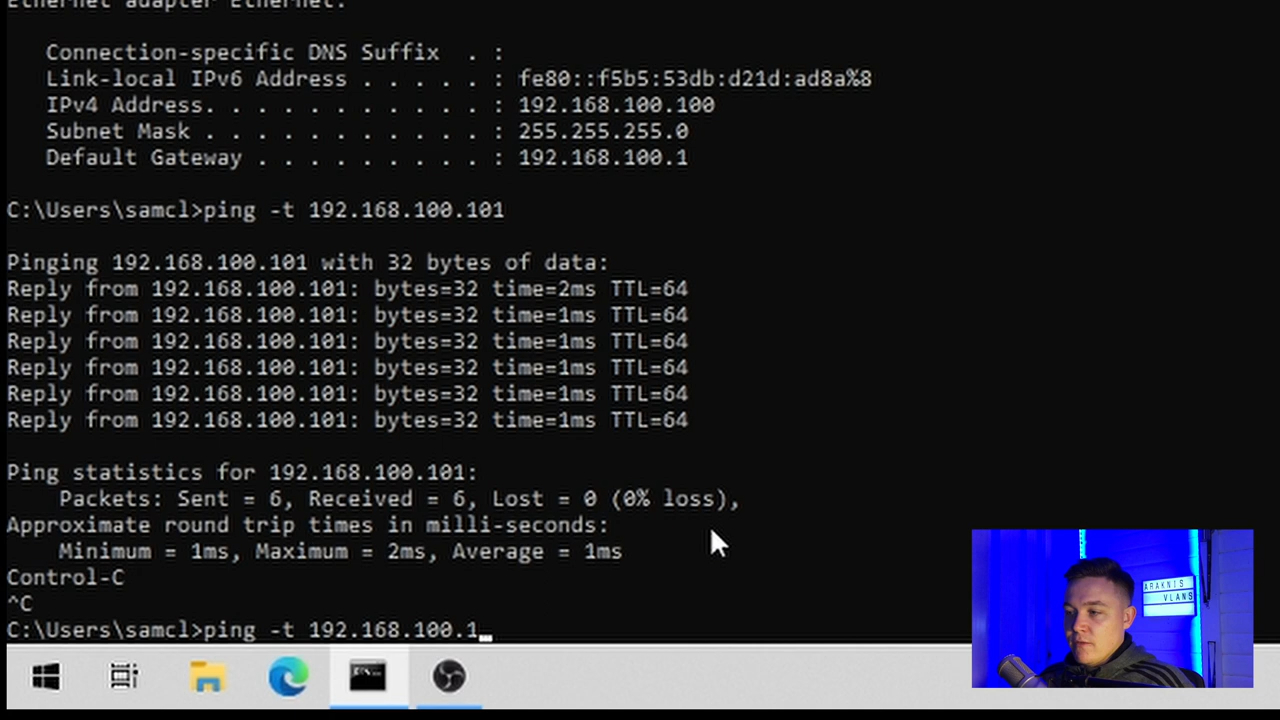 Ethernet adapter Ethernet:
Connection-specific DNS Suffix . :
Link-local IPv6 Address . . . . . : fe80::f5b5:53db:d21d:ad8a%8
IPv4 Address. . . . . . . . . . . : 192.168.100.100
Subnet Mask . . . . . . . . . . . : 255.255.255.0
Default Gateway . . . . . . . . . : 192.168.100.1
C:\Users\samcl>ping -t 192.168.100.101
Pinging 192.168.100.101 with 32 bytes of data:
Reply from 192.168.100.101: bytes=32 time=2ms TTL=64
Reply from 192.168.100.101: bytes=32 time=1ms TTL=64
Reply from 192.168.100.101: bytes=32 time=1ms TTL=64
Reply from 192.168.100.101: bytes=32 time=1ms TTL=64
Reply from 192.168.100.101: bytes=32 time=1ms TTL=64
Reply from 192.168.100.101: bytes=32 time=1ms TTL=64
Ping statistics for 192.168.100.101:
Packets: Sent = 6, Received = 6, Lost = 0 (0% loss),
Approximate round trip times in milli-seconds:
Minimum = 1ms, Maximum = 2ms, Average = 1ms
Control-C
^C
C:\Users\samcl>ping -t 192.168.100.1
ARAKNIS
VLANS